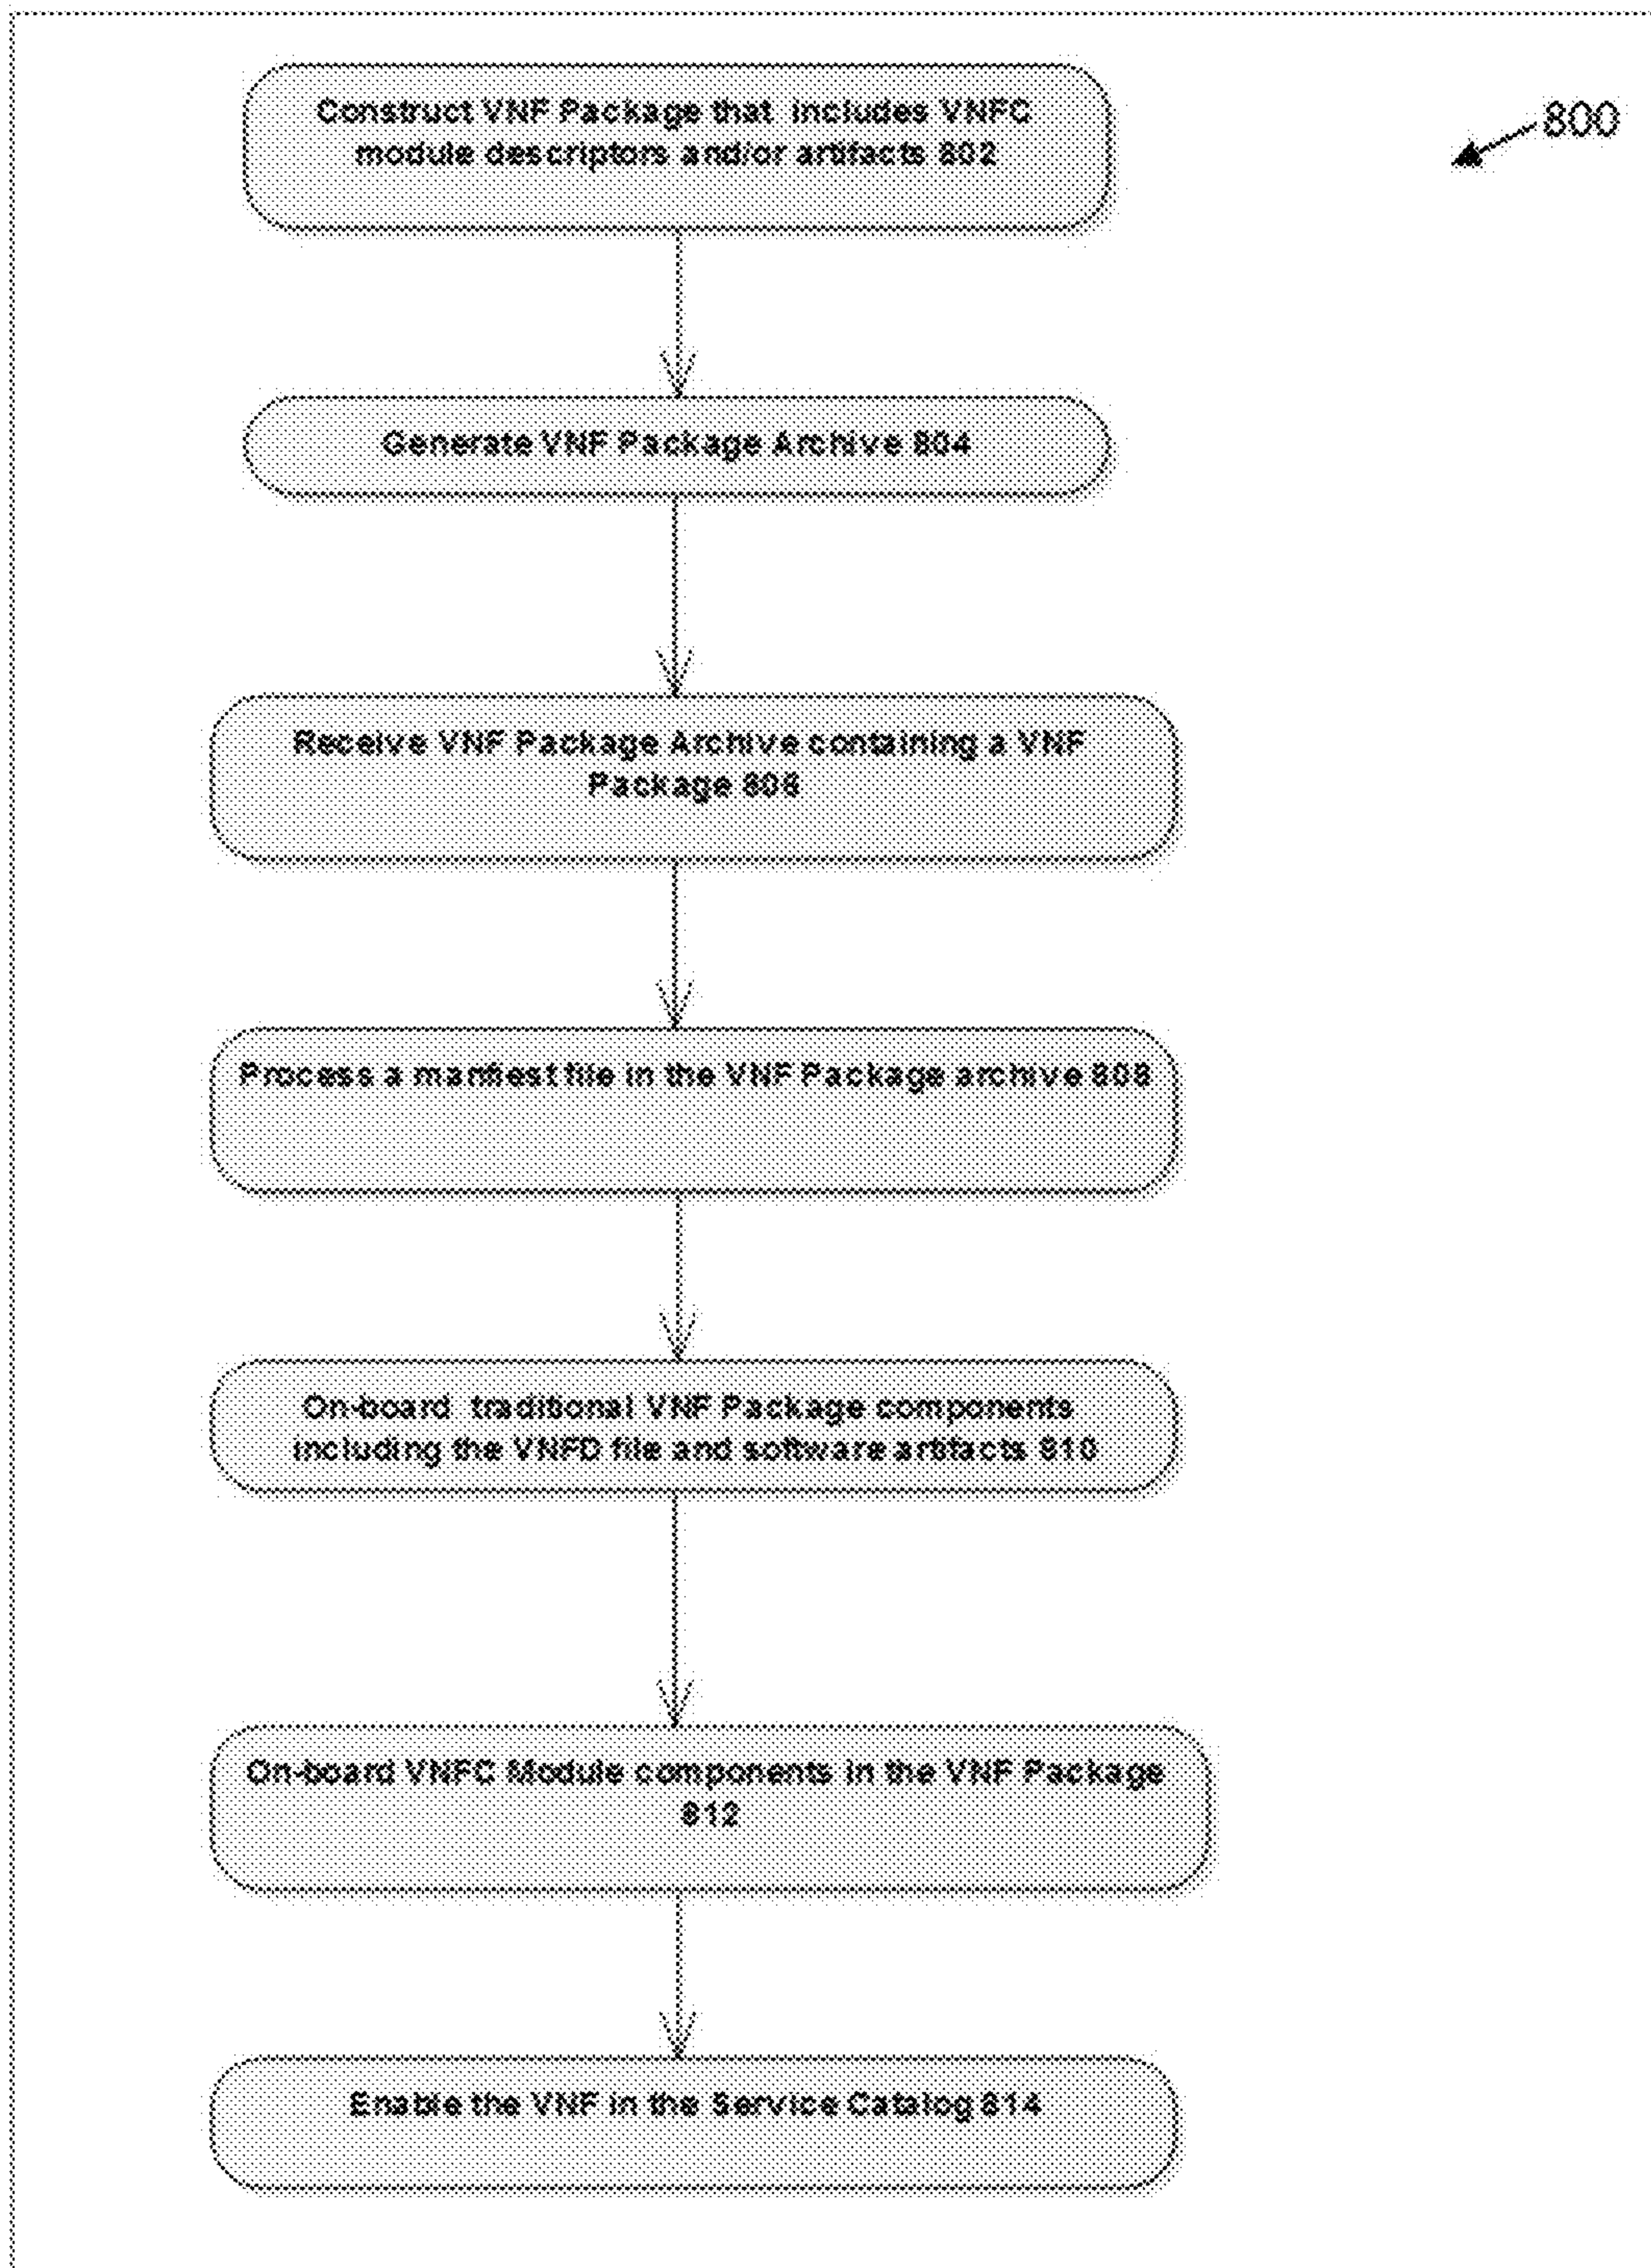 Construct VNF Package that includes VNFC
module descriptors and/or artifacts 802
800
Generate VNF Package Archive 804
Receive VNF Package Archive containing a VNF
Package 806
Process a manifest file in the VNF Package archive 808
On-board traditional VNF Package components
including the VNFD file and software artifacts 810
On-board VNFC Module components in the VNF Package
812
Enable the VNF in the Service Catalog 814